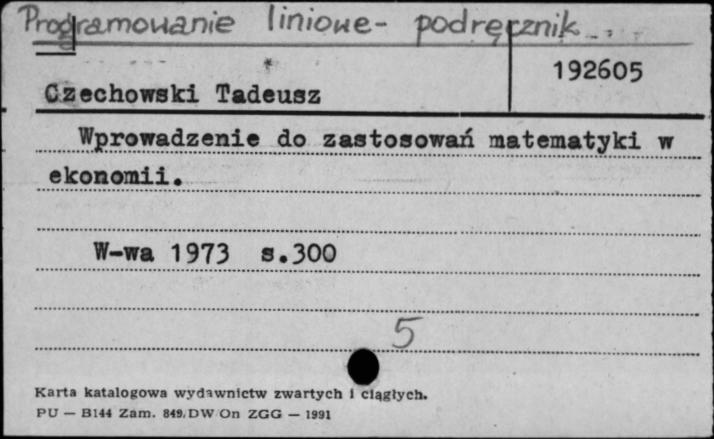 Programowanie liniowe - podręcznik
192605
Czechowski Tadeusz
Wprowadzenie do zastosowań matematyki w
ekonomii.
W-wa 1973 s.300
5
Karta katalogowa wydawnictw zwartych i ciągłych.
PU — B144 Zam. 849/DW/On ZGG — 1991